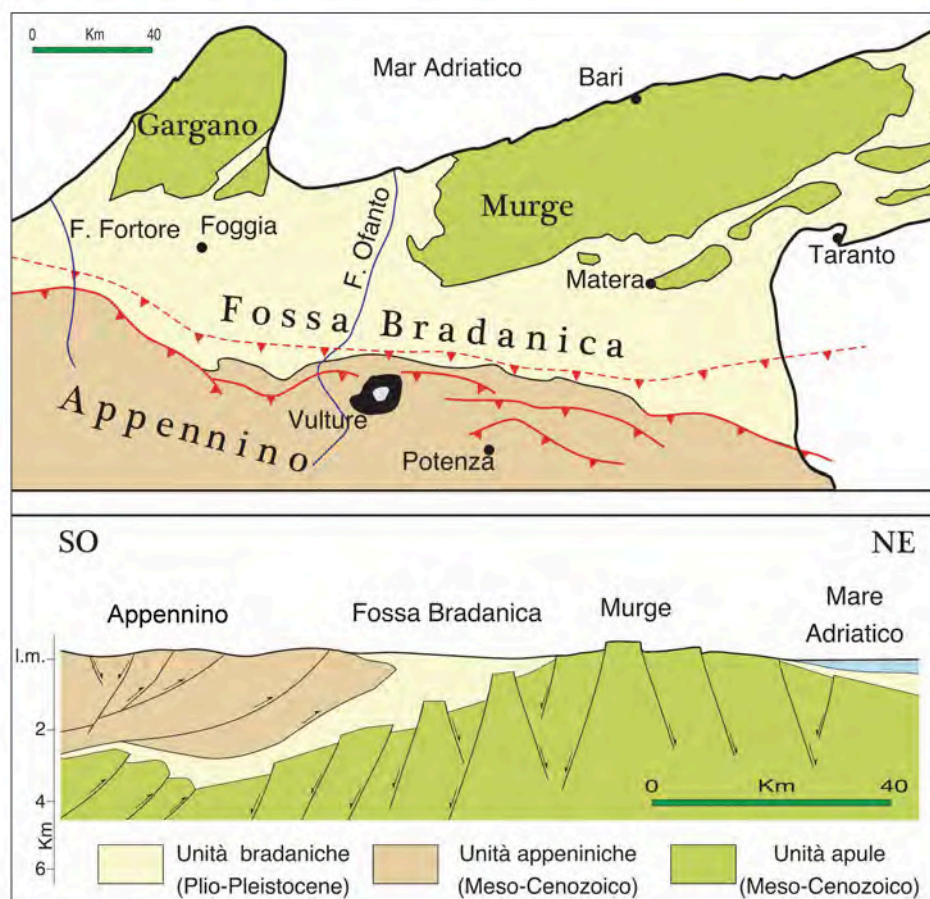 0 Km 40
Mar Adriatico
Bari
Gargano
Murge
F. Fortore
Foggia
F. Ofanto
Matera
Taranto
Fossa Bradanica
Appennino
Vulture
Potenza
SO
NE
Appennino
Fossa Bradanica
Murge
Mare
Adriatico
l.m.
2
4
6
Km
0 Km 40
Unità bradaniche
(Plio-Pleistocene)
Unità appeniniche
(Meso-Cenozoico)
Unità apule
(Meso-Cenozoico)